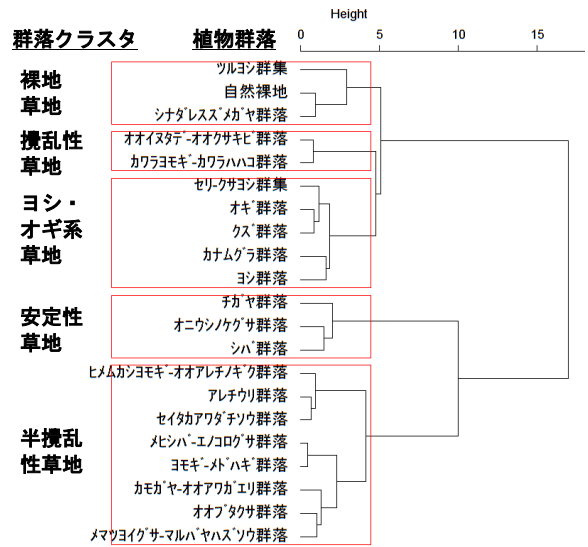 Height
群落クラスタ 植物群落 0 5 10 15
裸地
草地
ﾂﾙﾖｼ群集
自然裸地
ｼﾅﾀﾞﾚｽｽﾞﾒｶﾞﾔ群落
攪乱性
草地
ｵｵｲﾇﾀﾃﾞ-ｵｵｸｻｷﾋﾞ群落
ｶﾜﾗﾖﾓｷﾞ-ｶﾜﾗﾊﾊｺ群落
ヨシ・
オギ系
草地
ｾﾘ-ｸｻﾖｼ群集
ｵｷﾞ群落
ｸｽﾞ群落
ｶﾅﾑｸﾞﾗ群落
ﾖｼ群落
安定性
草地
ﾁｶﾞﾔ群落
ｵﾆｳｼﾉｹｸﾞｻ群落
ｼﾊﾞ群落
半攪乱
性草地
ﾋﾒﾑｶｼﾖﾓｷﾞ-ｵｵｱﾚﾁﾉｷﾞｸ群落
ｱﾚﾁｳﾘ群落
ｾｲﾀｶｱﾜﾀﾞﾁｿｳ群落
ﾒﾋｼﾊﾞ-ｴﾉｺﾛｸﾞｻ群落
ﾖﾓｷﾞ-ﾒﾄﾞﾊｷﾞ群落
ｶﾓｶﾞﾔ-ｵｵｱﾜｶﾞｴﾘ群落
ｵｵﾌﾞﾀｸｻ群落
ﾒﾏﾂﾖｲｸﾞｻ-ﾏﾙﾊﾞﾔﾊｽﾞｿｳ群落